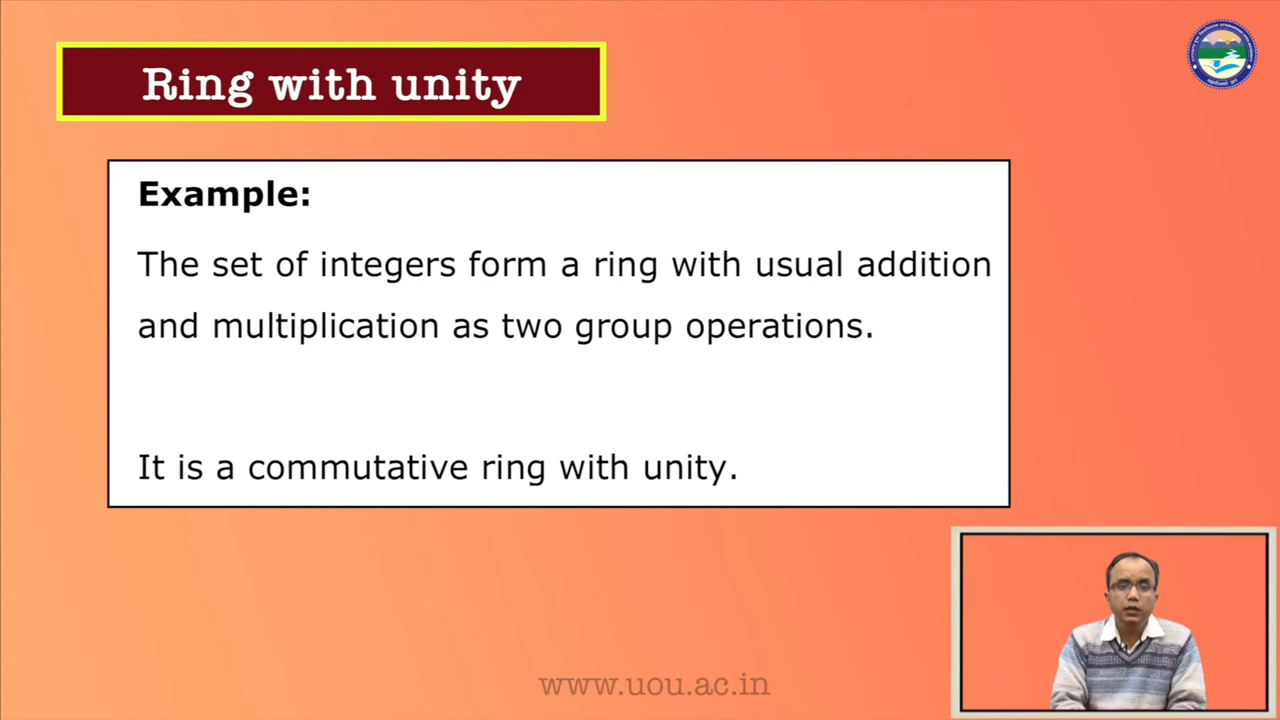 Ring with unity
Example:
The set of integers form a ring with usual addition
and multiplication as two group operations.
It is a commutative ring with unity.
www.uou.ac.in